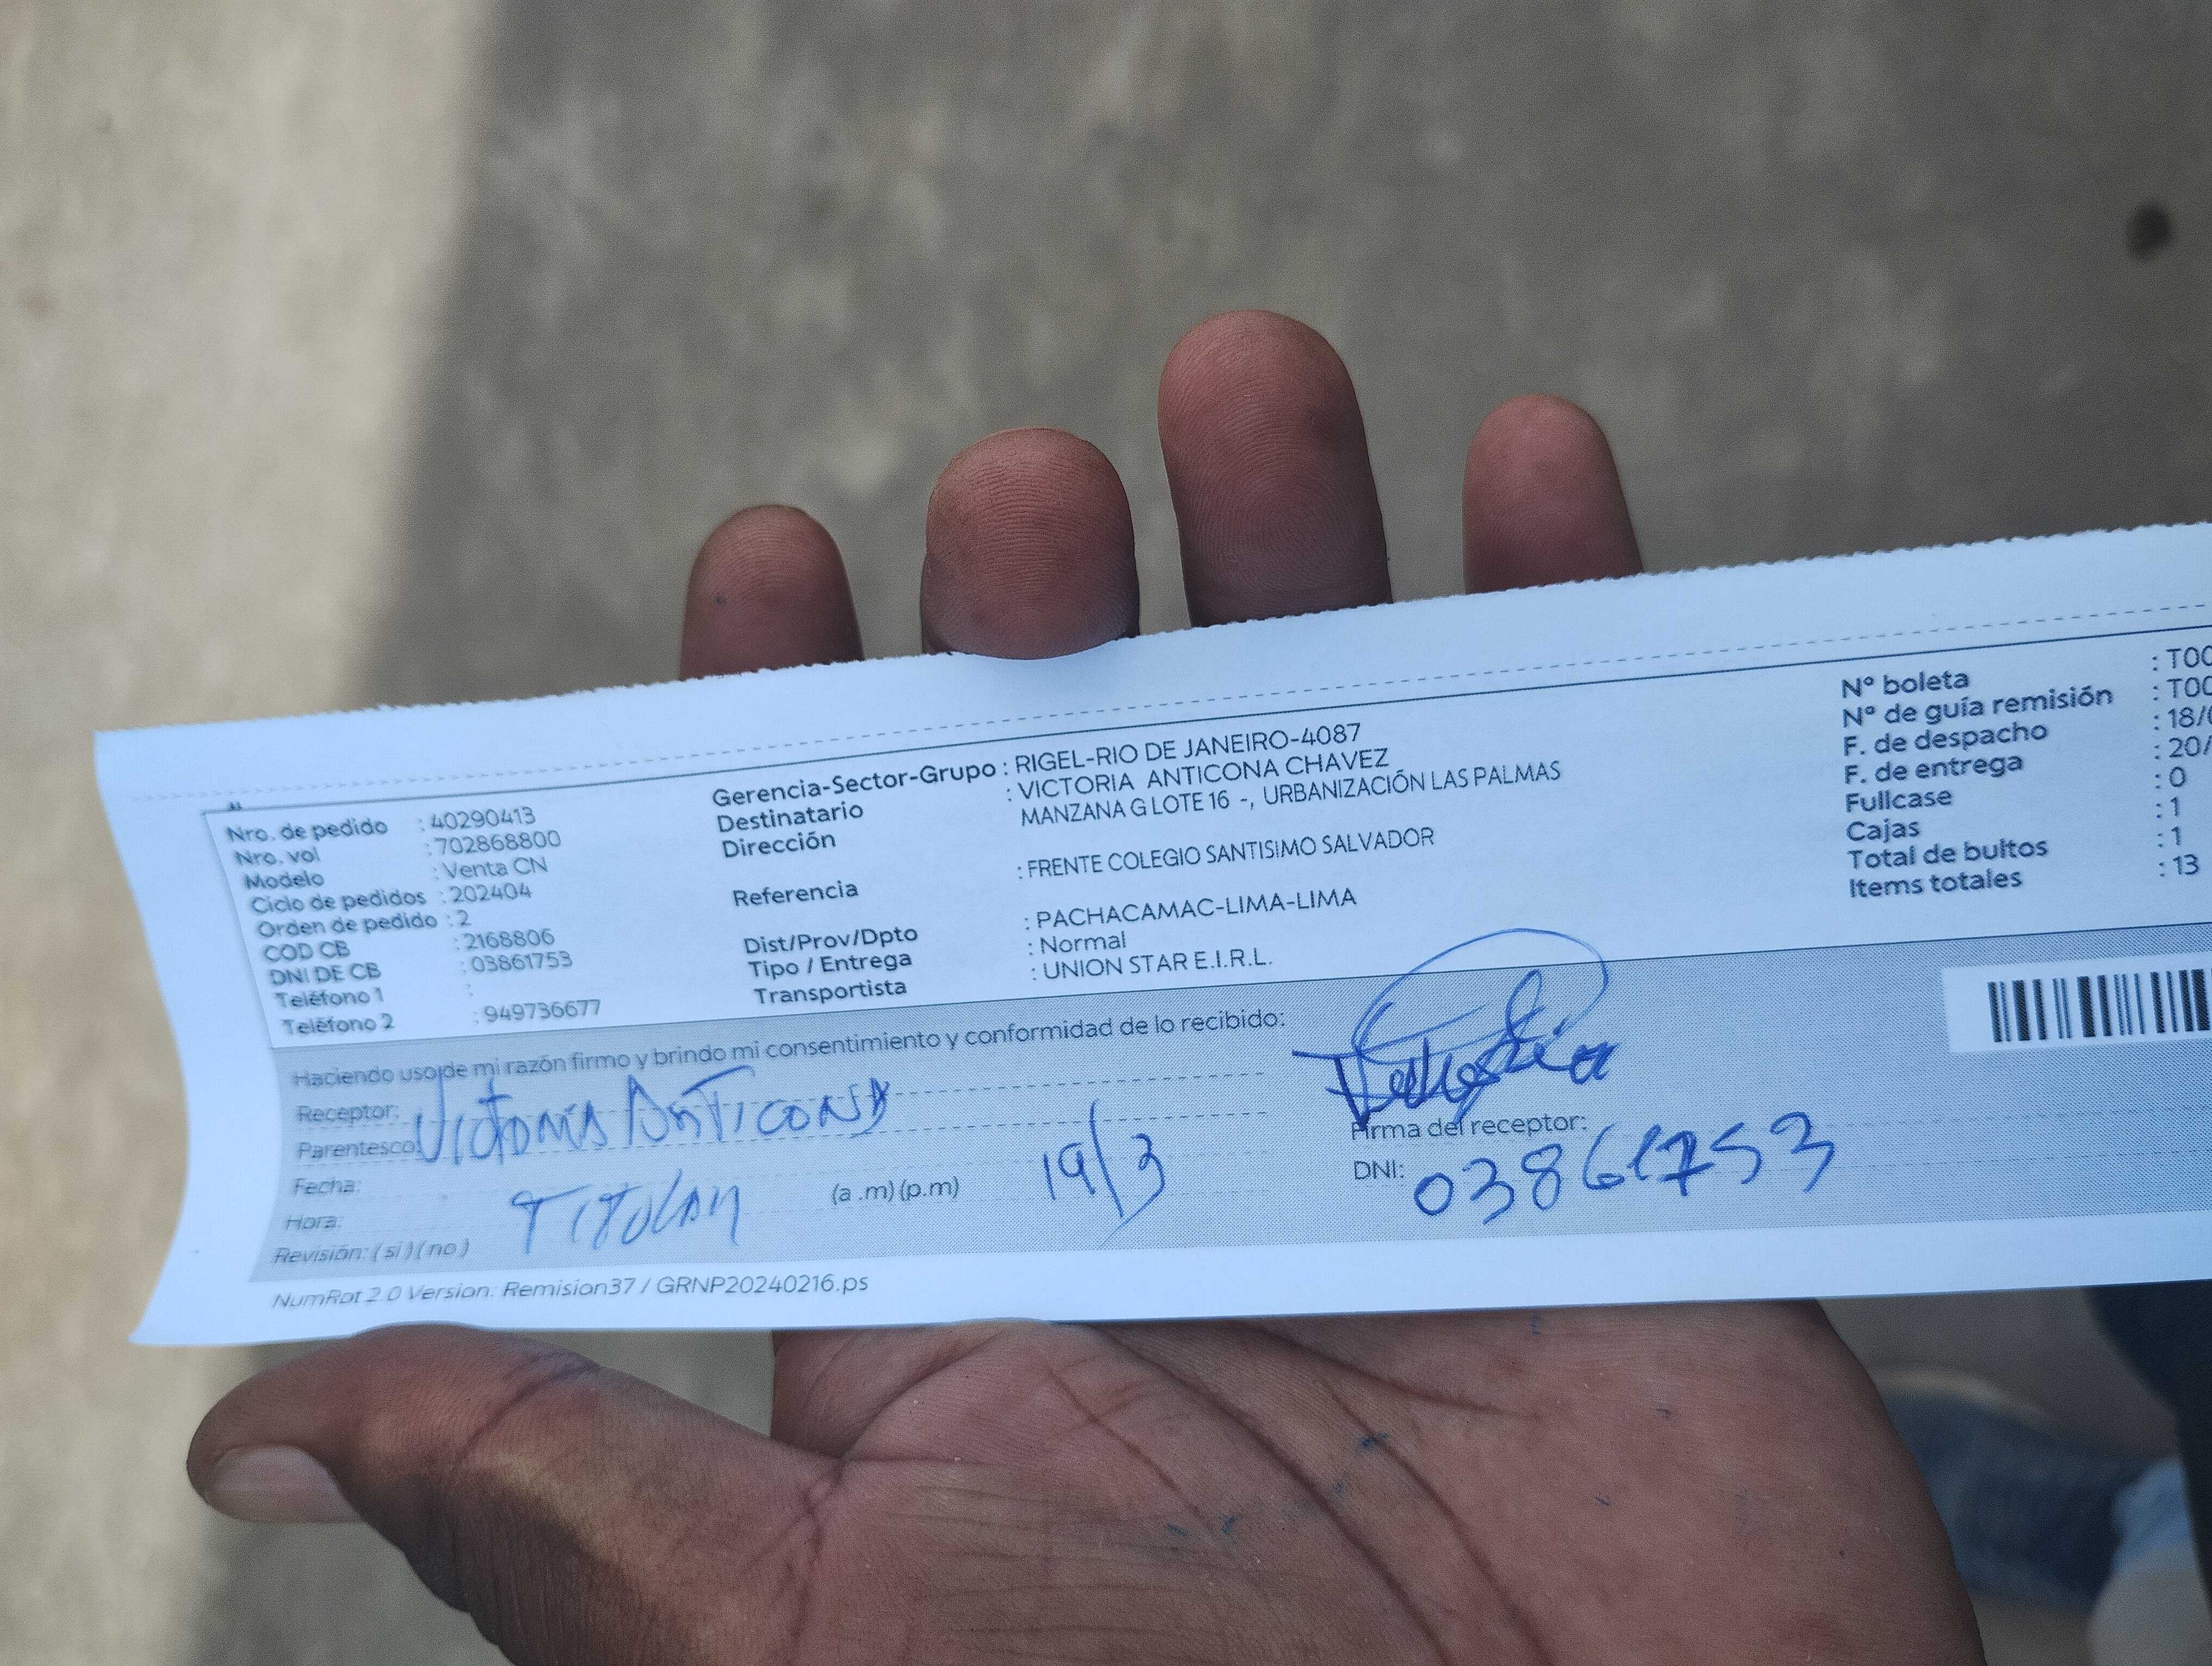 Nro. de pedido : 40290413
Nro. vol : 702868800
Modelo : Venta CN
Ciclo de pedidos : 202404
Orden de pedido : 2
COD CB : 2168806
DNI DE CB : 03861753
Teléfono 1 :
Teléfono 2 : 949736677
Gerencia-Sector-Grupo : RIGEL-RIO DE JANEIRO-4087
Destinatario : VICTORIA ANTICONA CHAVEZ
Dirección MANZANA G LOTE 16 -, URBANIZACIÓN LAS PALMAS
Referencia : FRENTE COLEGIO SANTISIMO SALVADOR
Dist/Prov/Dpto : PACHACAMAC-LIMA-LIMA
Tipo / Entrega : Normal
Transportista : UNION STAR E.I.R.L.
Nº boleta : T00
Nº de guía remisión : T00
F. de despacho : 18/
F. de entrega : 20/
Fullcase : 0
Cajas : 1
Total de bultos : 1
Items totales : 13
Haciendo uso de mi razón firmo y brindo mi consentimiento y conformidad de lo recibido:
Receptor: Victoria Anticona
Parentesco:
Fecha: 19/3
Hora: (a .m) (p.m)
Titular
Revisión: ( si ) ( no )
Firma del receptor:
DNI: 03861753
NumRot 2.0 Version: Remision37 / GRNP20240216.ps